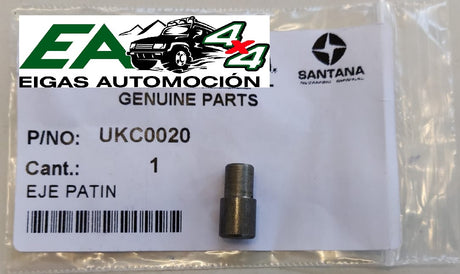 EA 4x4
EIGAS AUTOMOCIÓN
SANTANA
GENUINE PARTS
P/NO: UKC0020
Cant.: 1
EJE PATIN